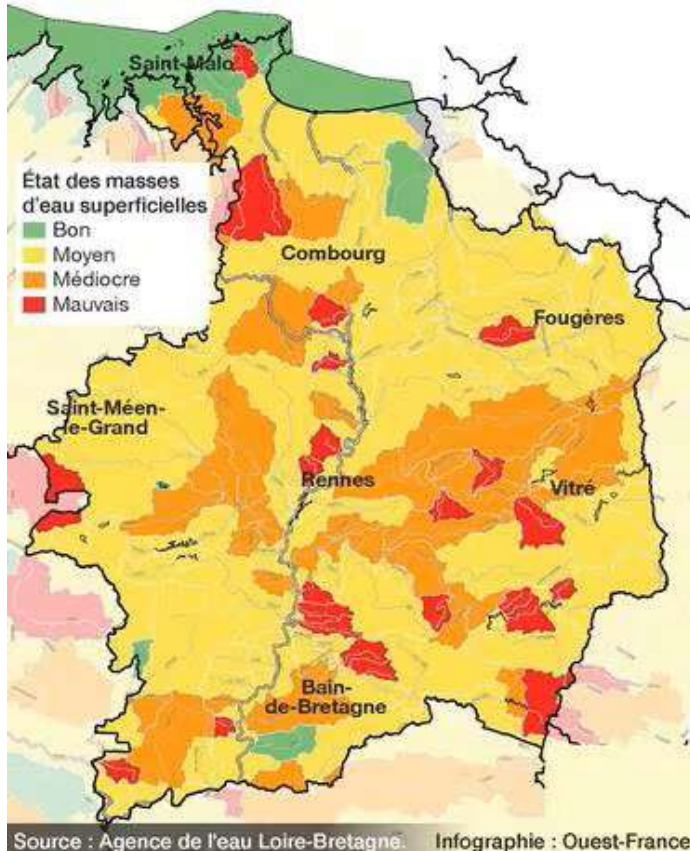 Saint-Malo
État des masses
d'eau superficielles
Bon
Moyen
Médiocre
Mauvais
Combourg
Fougères
Saint-Méen-
le-Grand
Rennes
Vitré
Bain-
de-Bretagne
Source : Agence de l'eau Loire-Bretagne.
Infographie : Ouest-France